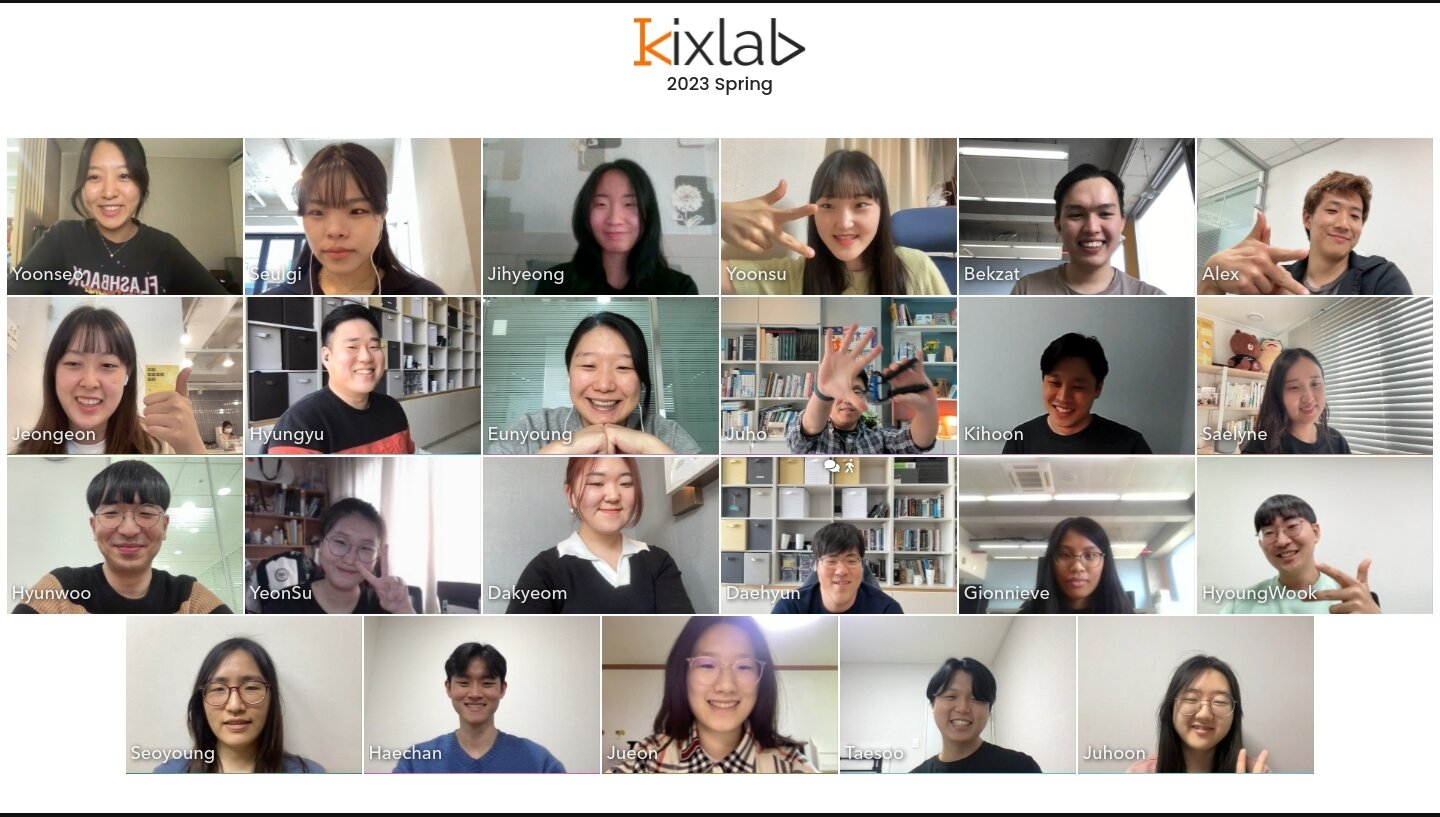 Kixlab
2023 Spring
Yoonseo
FLASHBACK
Seulgi
Jihyeong
Yoonsu
Bekzat
Alex
Jeongeon
Hyungyu
Eunyoung
Juho
Kihoon
Saelyne
Hyunwoo
YeonSu
Dakyeom
Daehyun
Gionnieve
HyoungWook
Seoyoung
Haechan
Jueon
Taesoo
Juhoon